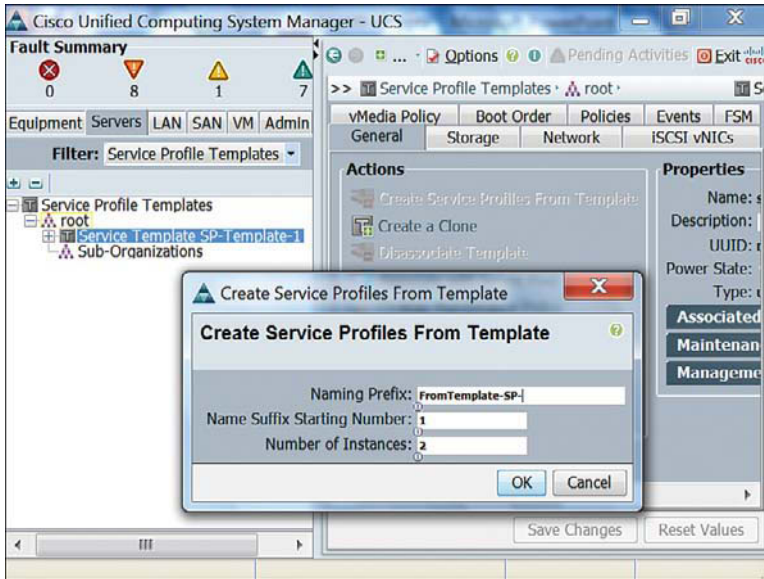 Cisco Unified Computing System Manager - UCS
Fault Summary
0 8 1 7
... Options Pending Activities Exit
>> Service Profile Templates root
Equipment Servers LAN SAN VM Admin
Filter: Service Profile Templates
vMedia Policy Boot Order Policies Events FSM
General Storage Network iSCSI vNICs
Service Profile Templates
root
Service Template SP-Template-1
Sub-Organizations
Actions
Create Service Profiles From Template
Create a Clone
Disassociate Template
Properties
Name:
Description:
UUID:
Power State:
Type:
Associated
Create Service Profiles From Template
Create Service Profiles From Template
Naming Prefix: FromTemplate-SP-
Name Suffix Starting Number: 1
Number of Instances: 2
OK Cancel
Save Changes Reset Values